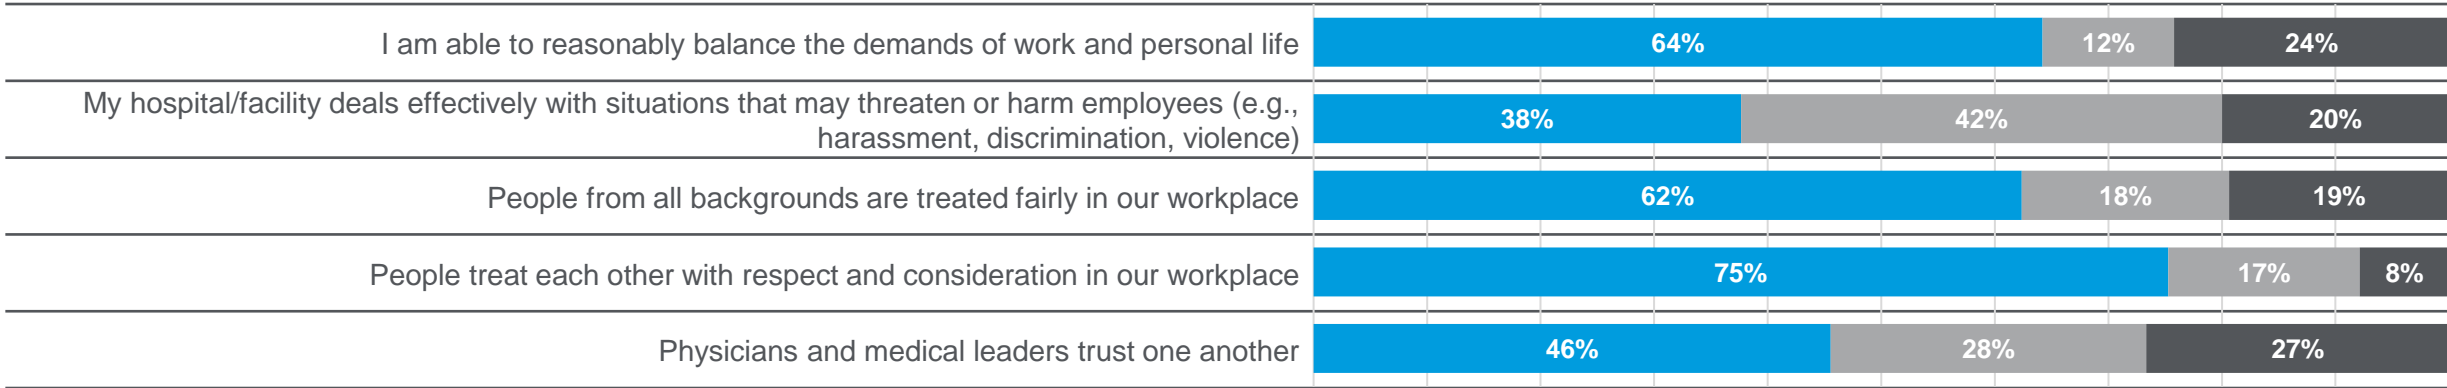 I am able to reasonably balance the demands of work and personal life 64% 12% 24%
My hospital/facility deals effectively with situations that may threaten or harm employees (e.g.,
harassment, discrimination, violence) 38% 42% 20%
People from all backgrounds are treated fairly in our workplace 62% 18% 19%
People treat each other with respect and consideration in our workplace 75% 17% 8%
Physicians and medical leaders trust one another 46% 28% 27%